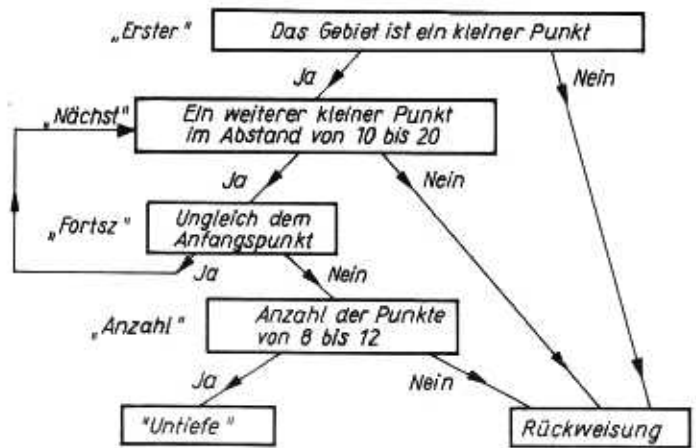 „Erster" Das Gebiet ist ein kleiner Punkt
Ja
Nein
„Nächst" Ein weiterer kleiner Punkt
im Abstand von 10 bis 20
Ja
Nein
„Fortsz" Ungleich dem
Anfangspunkt
Ja
Nein
„Anzahl" Anzahl der Punkte
von 8 bis 12
Ja
Nein
"Untiefe"
Rückweisung